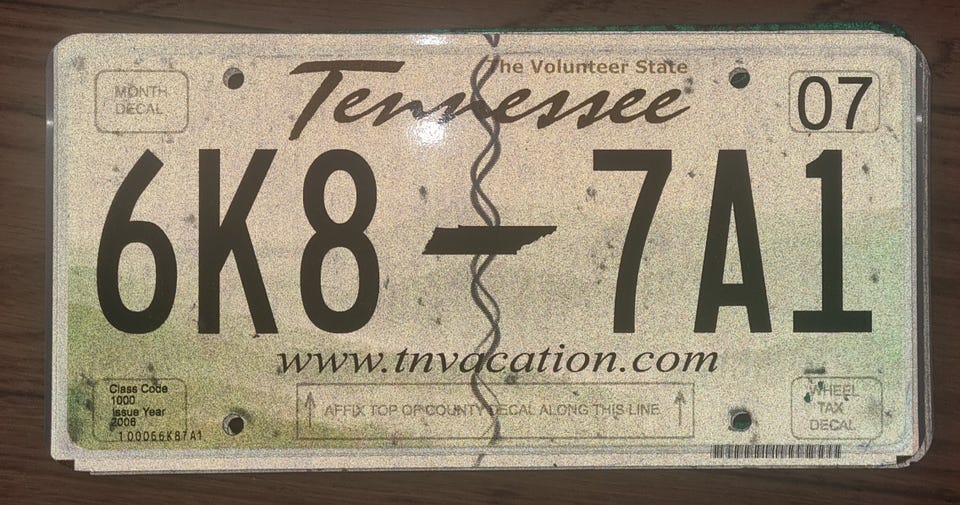 The Volunteer State
Tennessee
MONTH
DECAL
07
6K8 7A1
www.tnvacation.com
Class Code
1000
Issue Year
2006
100066K87A1
AFFIX TOP OF COUNTY DECAL ALONG THIS LINE
WHEEL
TAX
DECAL